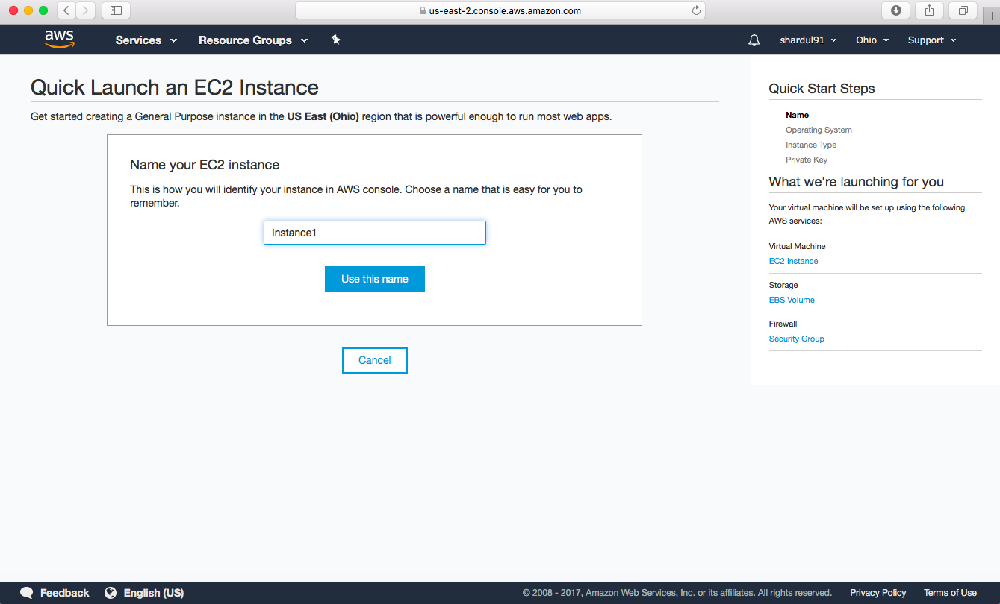 us-east-2.console.aws.amazon.com
aws Services Resource Groups shardul91 Ohio Support
Quick Launch an EC2 Instance
Get started creating a General Purpose instance in the US East (Ohio) region that is powerful enough to run most web apps.
Name your EC2 instance
This is how you will identify your instance in AWS console. Choose a name that is easy for you to
remember.
Instance1
Use this name
Cancel
Quick Start Steps
Name
Operating System
Instance Type
Private Key
What we're launching for you
Your virtual machine will be set up using the following
AWS services:
Virtual Machine
EC2 Instance
Storage
EBS Volume
Firewall
Security Group
Feedback English (US) © 2008 - 2017, Amazon Web Services, Inc. or its affiliates. All rights reserved. Privacy Policy Terms of Use